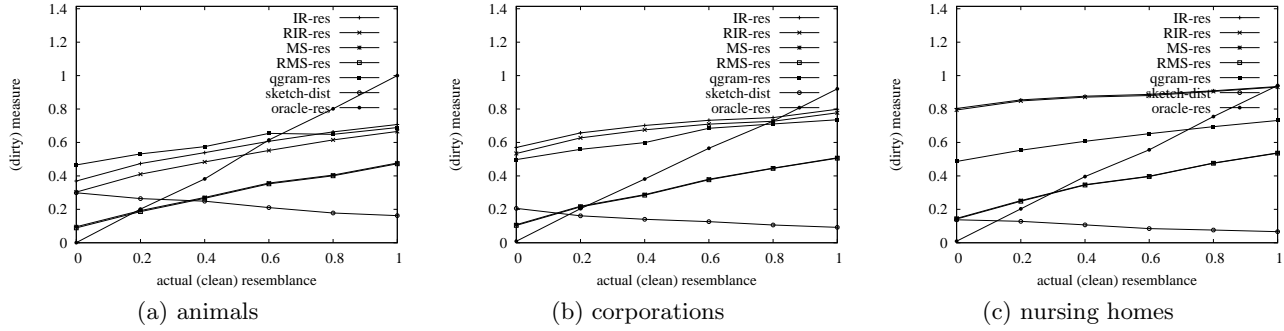 1.4
1.2
1
0.8
0.6
0.4
0.2
0
(dirty) measure
IR-res
RIR-res
MS-res
RMS-res
qgram-res
sketch-dist
oracle-res
0 0.2 0.4 0.6 0.8 1
actual (clean) resemblance
(a) animals
1.4
1.2
1
0.8
0.6
0.4
0.2
0
(dirty) measure
IR-res
RIR-res
MS-res
RMS-res
qgram-res
sketch-dist
oracle-res
0 0.2 0.4 0.6 0.8 1
actual (clean) resemblance
(b) corporations
1.4
1.2
1
0.8
0.6
0.4
0.2
0
(dirty) measure
IR-res
RIR-res
MS-res
RMS-res
qgram-res
sketch-dist
oracle-res
0 0.2 0.4 0.6 0.8 1
actual (clean) resemblance
(c) nursing homes